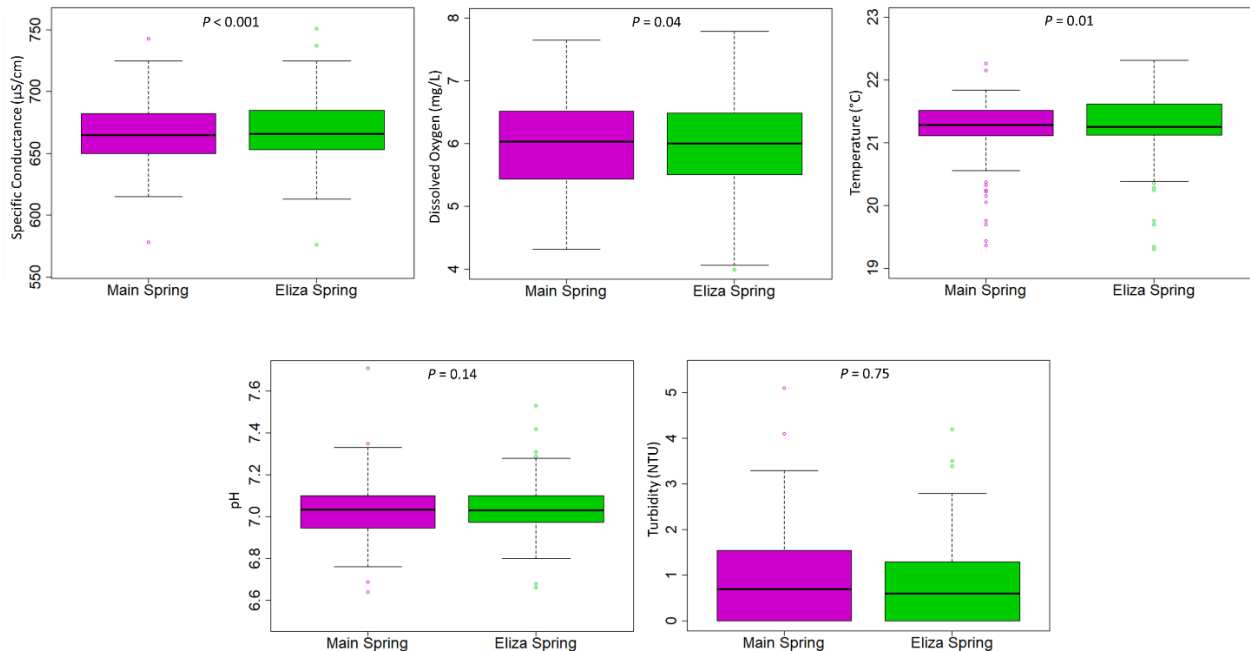 P < 0.001
Specific Conductance (µS/cm)
750
700
650
600
550
Main Spring
Eliza Spring
P = 0.04
Dissolved Oxygen (mg/L)
8
7
6
5
4
Main Spring
Eliza Spring
P = 0.01
Temperature (°C)
23
22
21
20
19
Main Spring
Eliza Spring
P = 0.14
pH
7.6
7.4
7.2
7.0
6.8
6.6
Main Spring
Eliza Spring
P = 0.75
Turbidity (NTU)
5
4
3
2
1
0
Main Spring
Eliza Spring